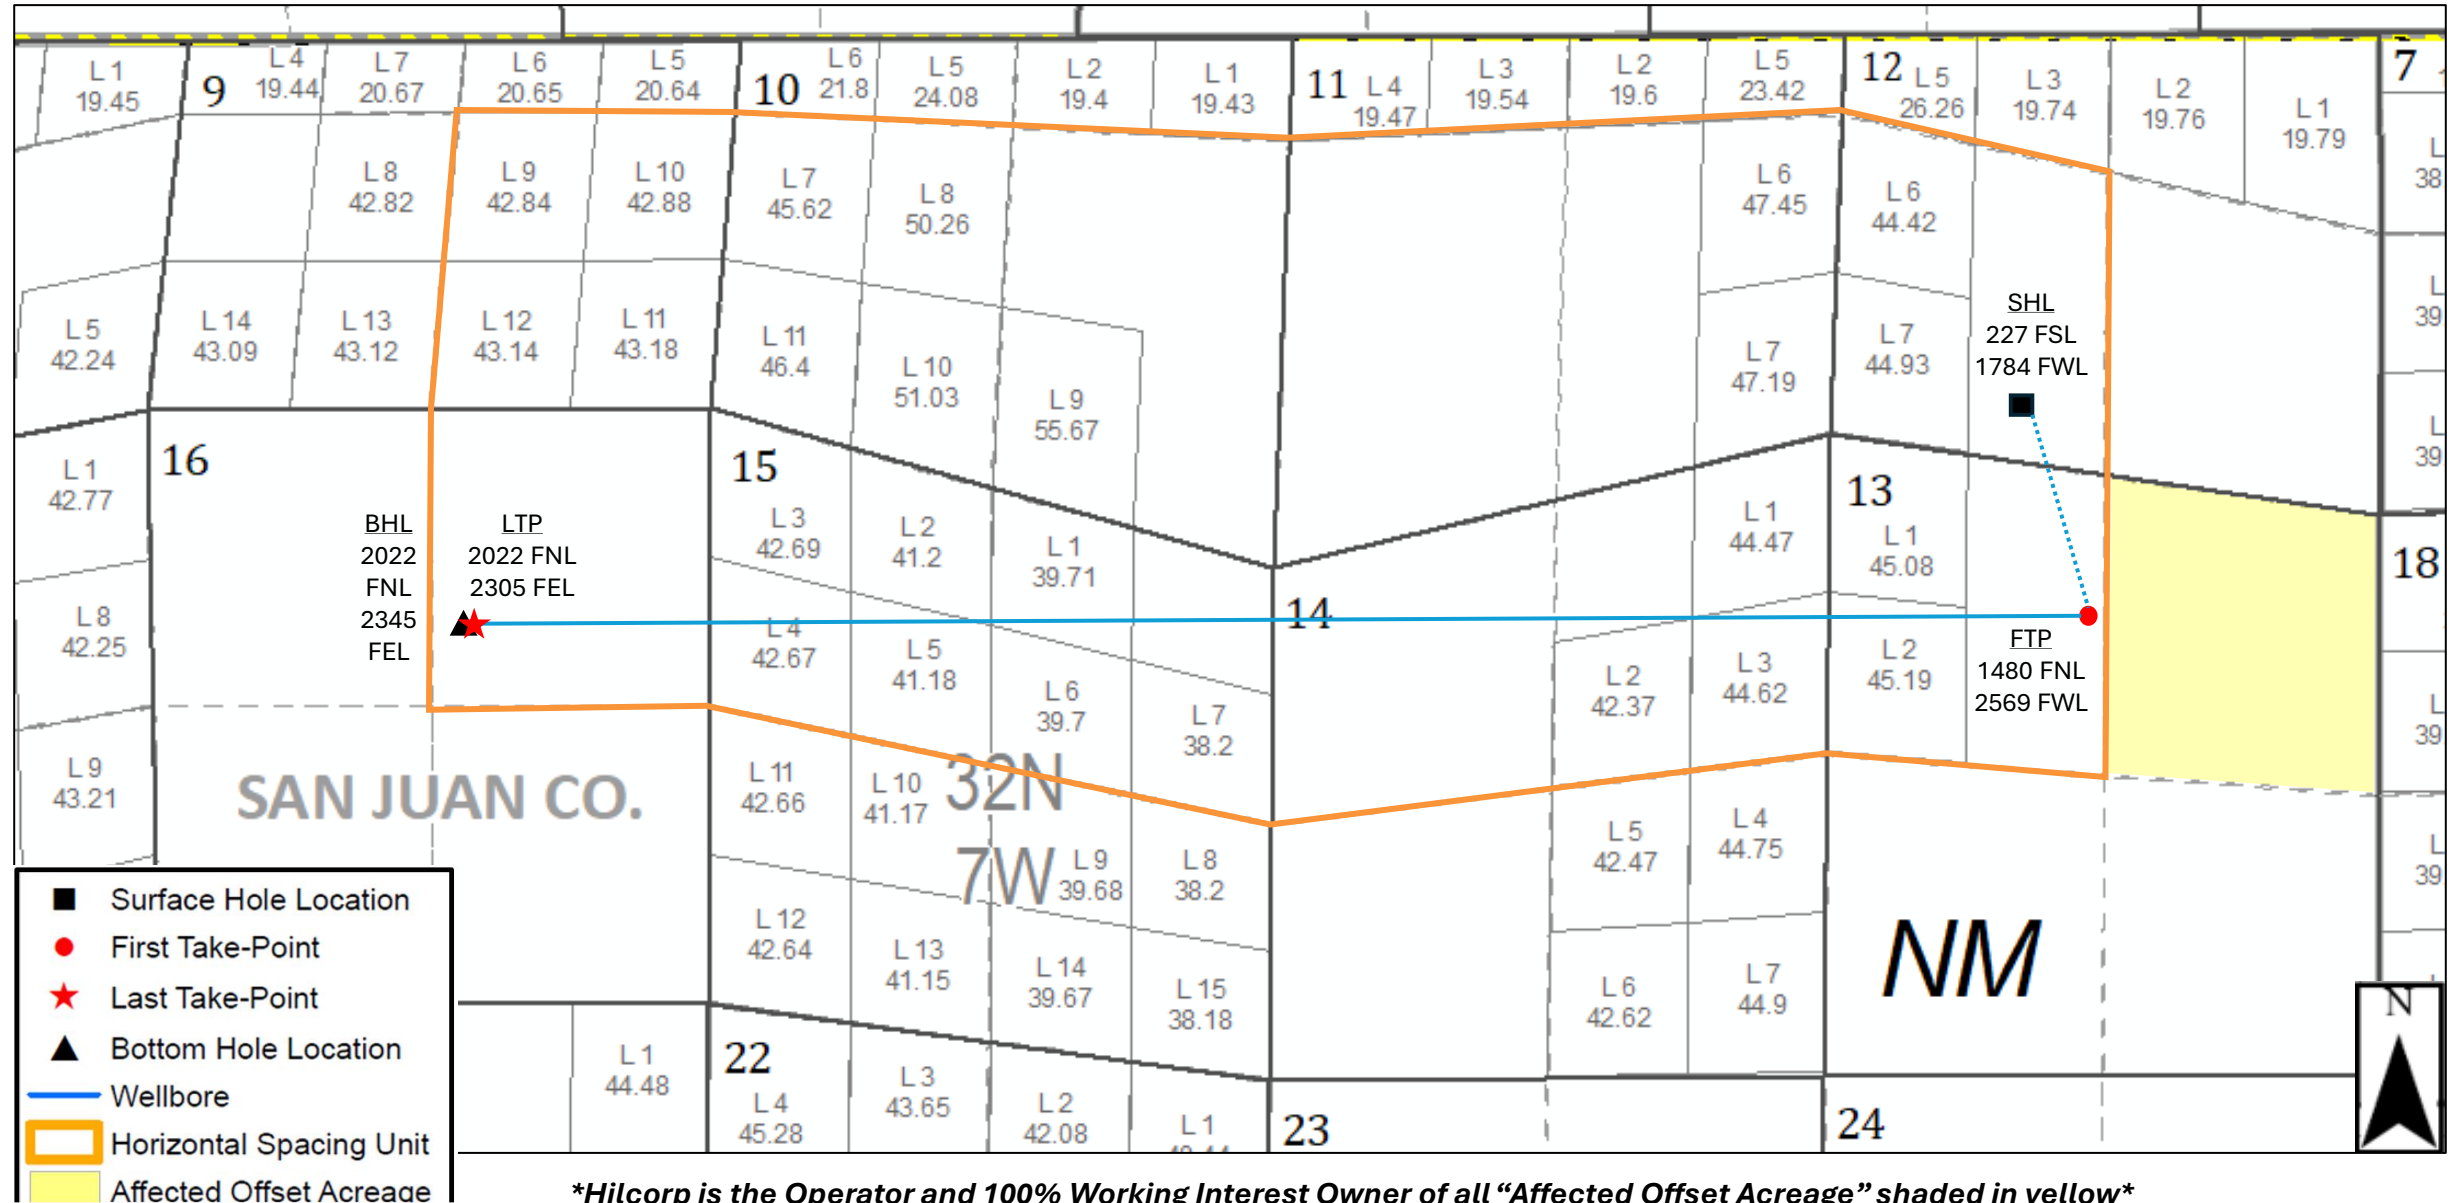 L 1
19.45
9
L 4
19.44
L 7
20.67
L 6
20.65
L 5
20.64
10
L 6
21.8
L 5
24.08
L 2
19.4
L 1
19.43
11
L 4
19.47
L 3
19.54
L 2
19.6
L 5
23.42
12
L 5
26.26
L 3
19.74
L 2
19.76
L 1
19.79
7
L 8
42.82
L 9
42.84
L 10
42.88
L 7
45.62
L 8
50.26
L 6
47.45
L 6
44.42
L
38
L 5
42.24
L 14
43.09
L 13
43.12
L 12
43.14
L 11
43.18
L 11
46.4
L 10
51.03
L 9
55.67
L 7
47.19
L 7
44.93
SHL
227 FSL
1784 FWL
L
39
L
39
16
15
13
14
18
L 1
42.77
BHL
2022
FNL
2345
FEL
LTP
2022 FNL
2305 FEL
L 3
42.69
L 2
41.2
L 1
39.71
L 1
44.47
L 1
45.08
L 8
42.25
L 4
42.67
L 5
41.18
L 6
39.7
L 7
38.2
L 2
42.37
L 3
44.62
L 2
45.19
FTP
1480 FNL
2569 FWL
L
39
L 9
43.21
SAN JUAN CO.
L 11
42.66
L 10
41.17
32N
7W
L 9
39.68
L 8
38.2
L 5
42.47
L 4
44.75
L
39
L 12
42.64
L 13
41.15
L 14
39.67
L 15
38.18
L 6
42.62
L 7
44.9
NM
N
L 1
44.48
22
L 4
45.28
L 3
43.65
L 2
42.08
L 1
23
24
Surface Hole Location
First Take-Point
Last Take-Point
Bottom Hole Location
Wellbore
Horizontal Spacing Unit
Affected Offset Acreage
*Hilcorp is the Operator and 100% Working Interest Owner of all “Affected Offset Acreage” shaded in yellow*